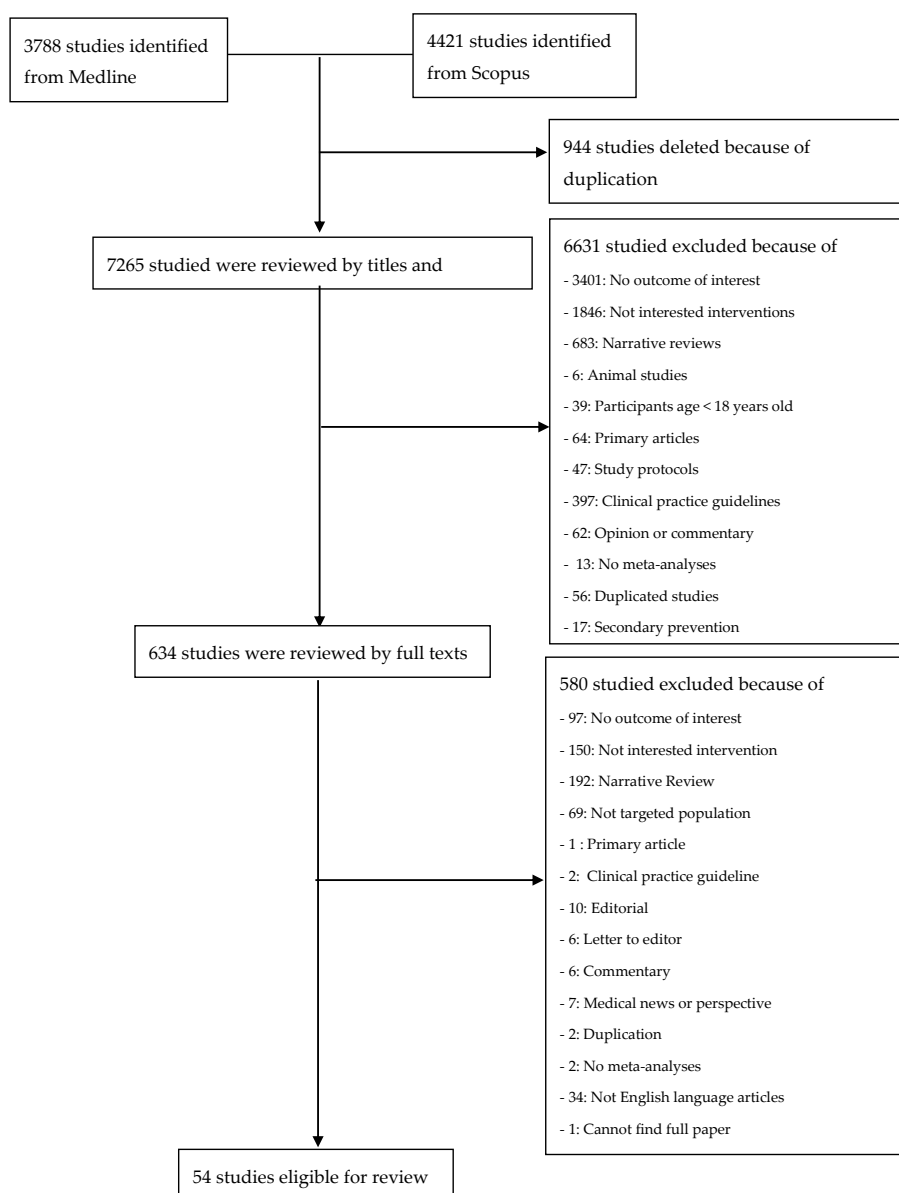 3788 studies identified
from Medline
4421 studies identified
from Scopus
944 studies deleted because of
duplication
7265 studied were reviewed by titles and
6631 studied excluded because of
- 3401: No outcome of interest
- 1846: Not interested interventions
- 683: Narrative reviews
- 6: Animal studies
- 39: Participants age < 18 years old
- 64: Primary articles
- 47: Study protocols
- 397: Clinical practice guidelines
- 62: Opinion or commentary
- 13: No meta-analyses
- 56: Duplicated studies
- 17: Secondary prevention
634 studies were reviewed by full texts
580 studied excluded because of
- 97: No outcome of interest
- 150: Not interested intervention
- 192: Narrative Review
- 69: Not targeted population
- 1 : Primary article
- 2: Clinical practice guideline
- 10: Editorial
- 6: Letter to editor
- 6: Commentary
- 7: Medical news or perspective
- 2: Duplication
- 2: No meta-analyses
- 34: Not English language articles
- 1: Cannot find full paper
54 studies eligible for review